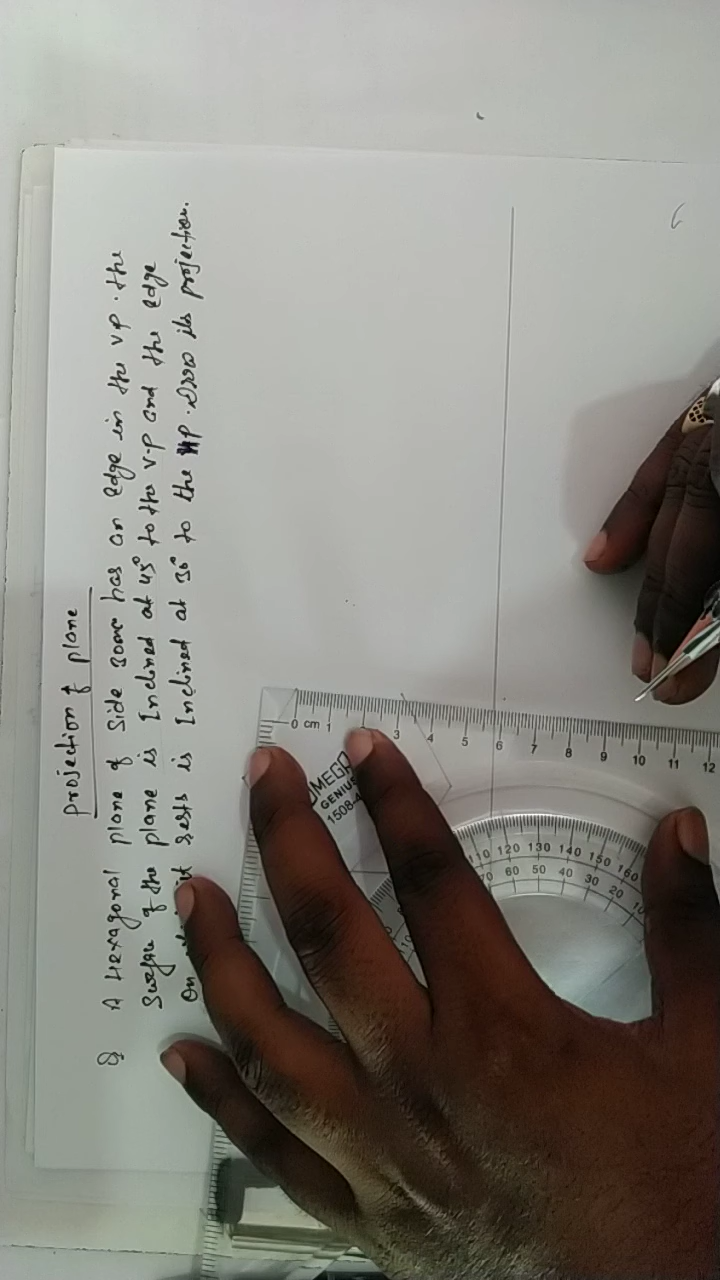 projection of plane
Q A Hexagonal plane of side 30mm has an edge in the VP. the
Surface of the plane is Inclined at 45° to the V.P and the edge
On it rests is Inclined at 30° to the HP. Draw its projection.
0 cm 1 3 4 5 6 7 8 9 10 11 12
OMEGA
GENIUS
1508-
110 120 130 140 150 160
70 60 50 40 30 20 10